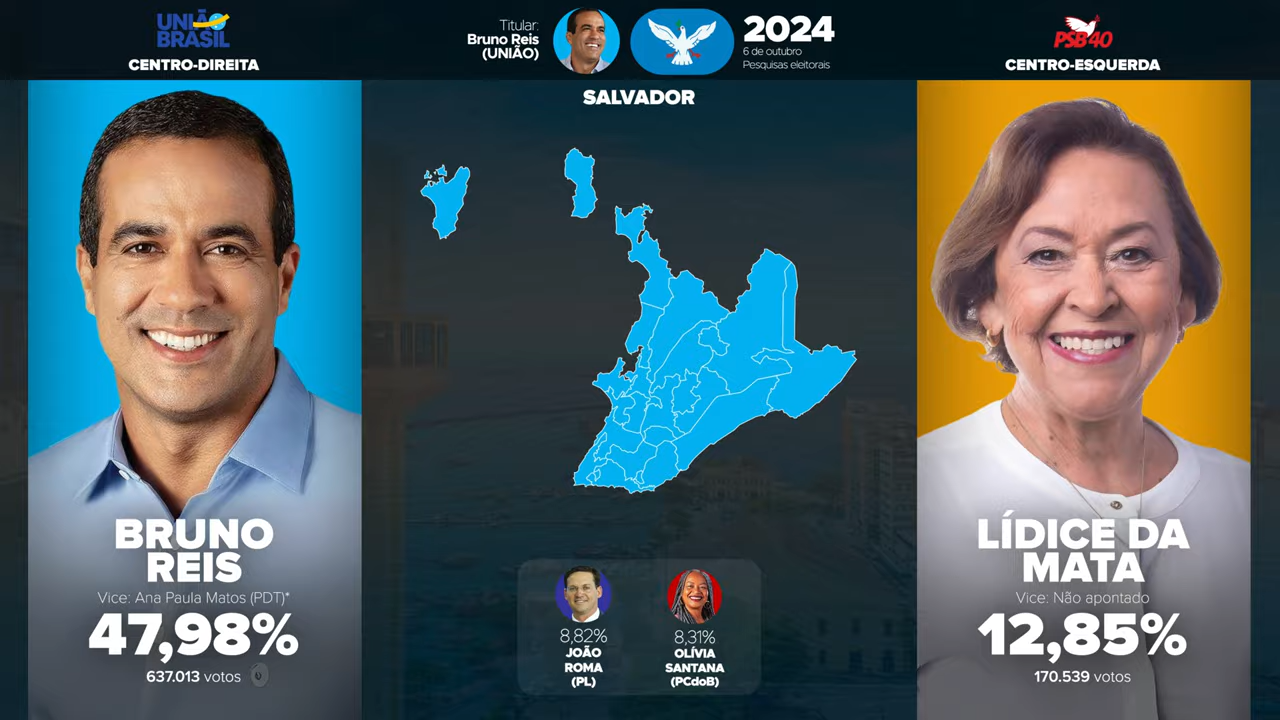 UNIÃO
BRASIL
CENTRO-DIREITA
Titular:
Bruno Reis
(UNIÃO)
2024
6 de outubro
Pesquisas eleitorais
PSB40
CENTRO-ESQUERDA
SALVADOR
BRUNO
REIS
Vice: Ana Paula Matos (PDT)*
47,98%
637.013 votos
8,82%
JOÃO
ROMA
(PL)
8,31%
OLÍVIA
SANTANA
(PCdoB)
LÍDICE DA
MATA
Vice: Não apontado
12,85%
170.539 votos